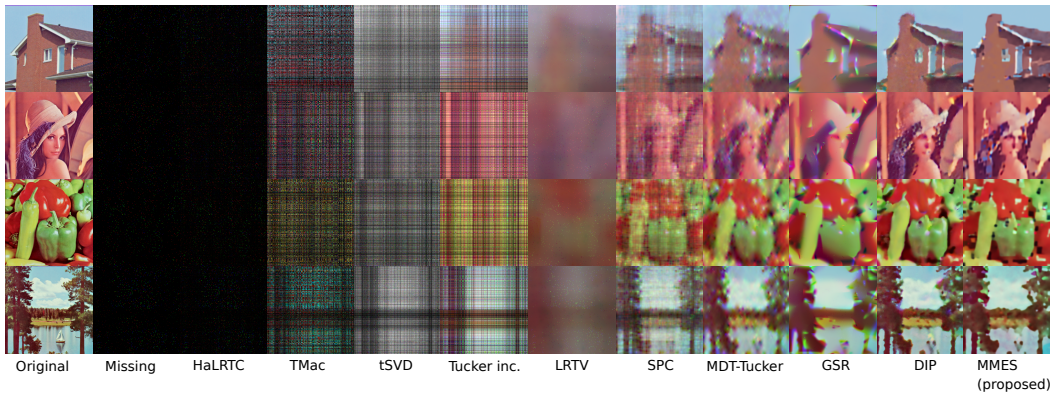 Original Missing HaLRTC TMac tSVD Tucker inc. LRTV SPC MDT-Tucker GSR DIP MMES
(proposed)